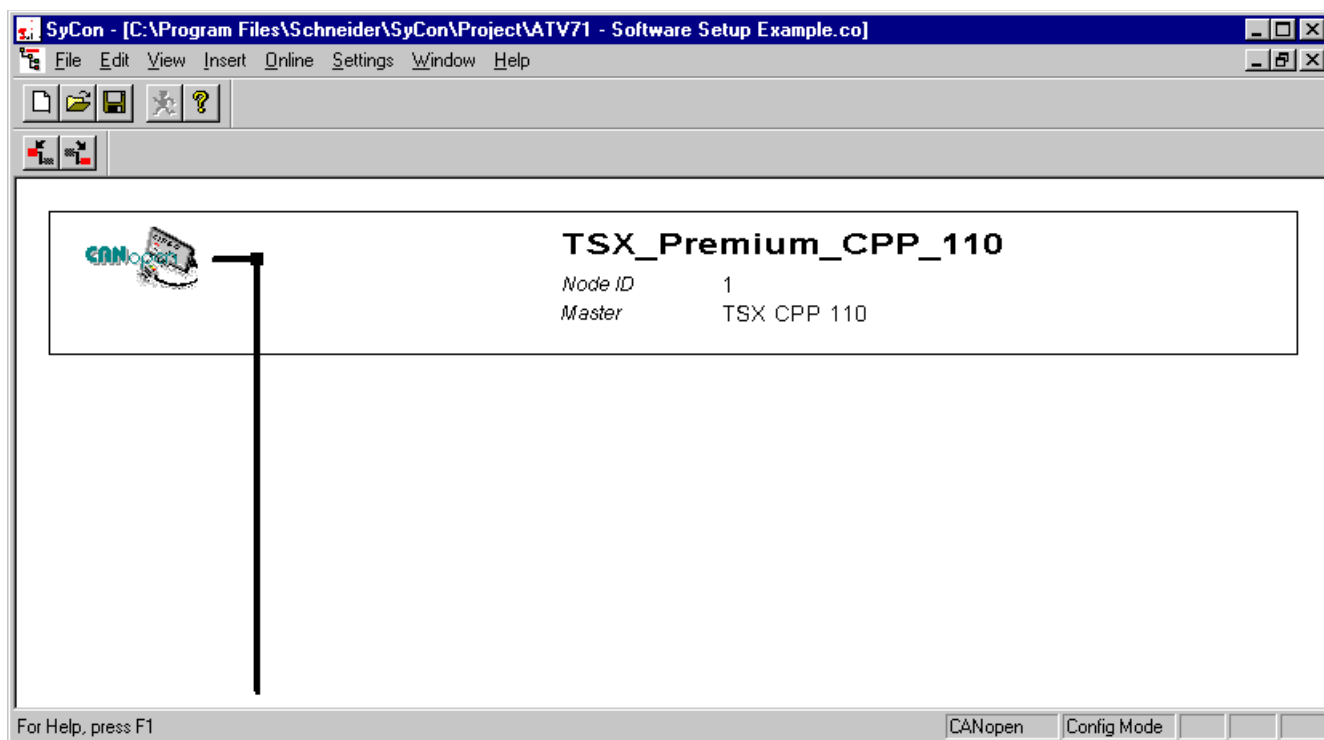 SyCon - [C:\Program Files\Schneider\SyCon\Project\ATV71 - Software Setup Example.co]
File Edit View Insert Online Settings Window Help
CANopen
TSX_Premium_CPP_110
Node ID 1
Master TSX CPP 110
For Help, press F1
CANopen Config Mode